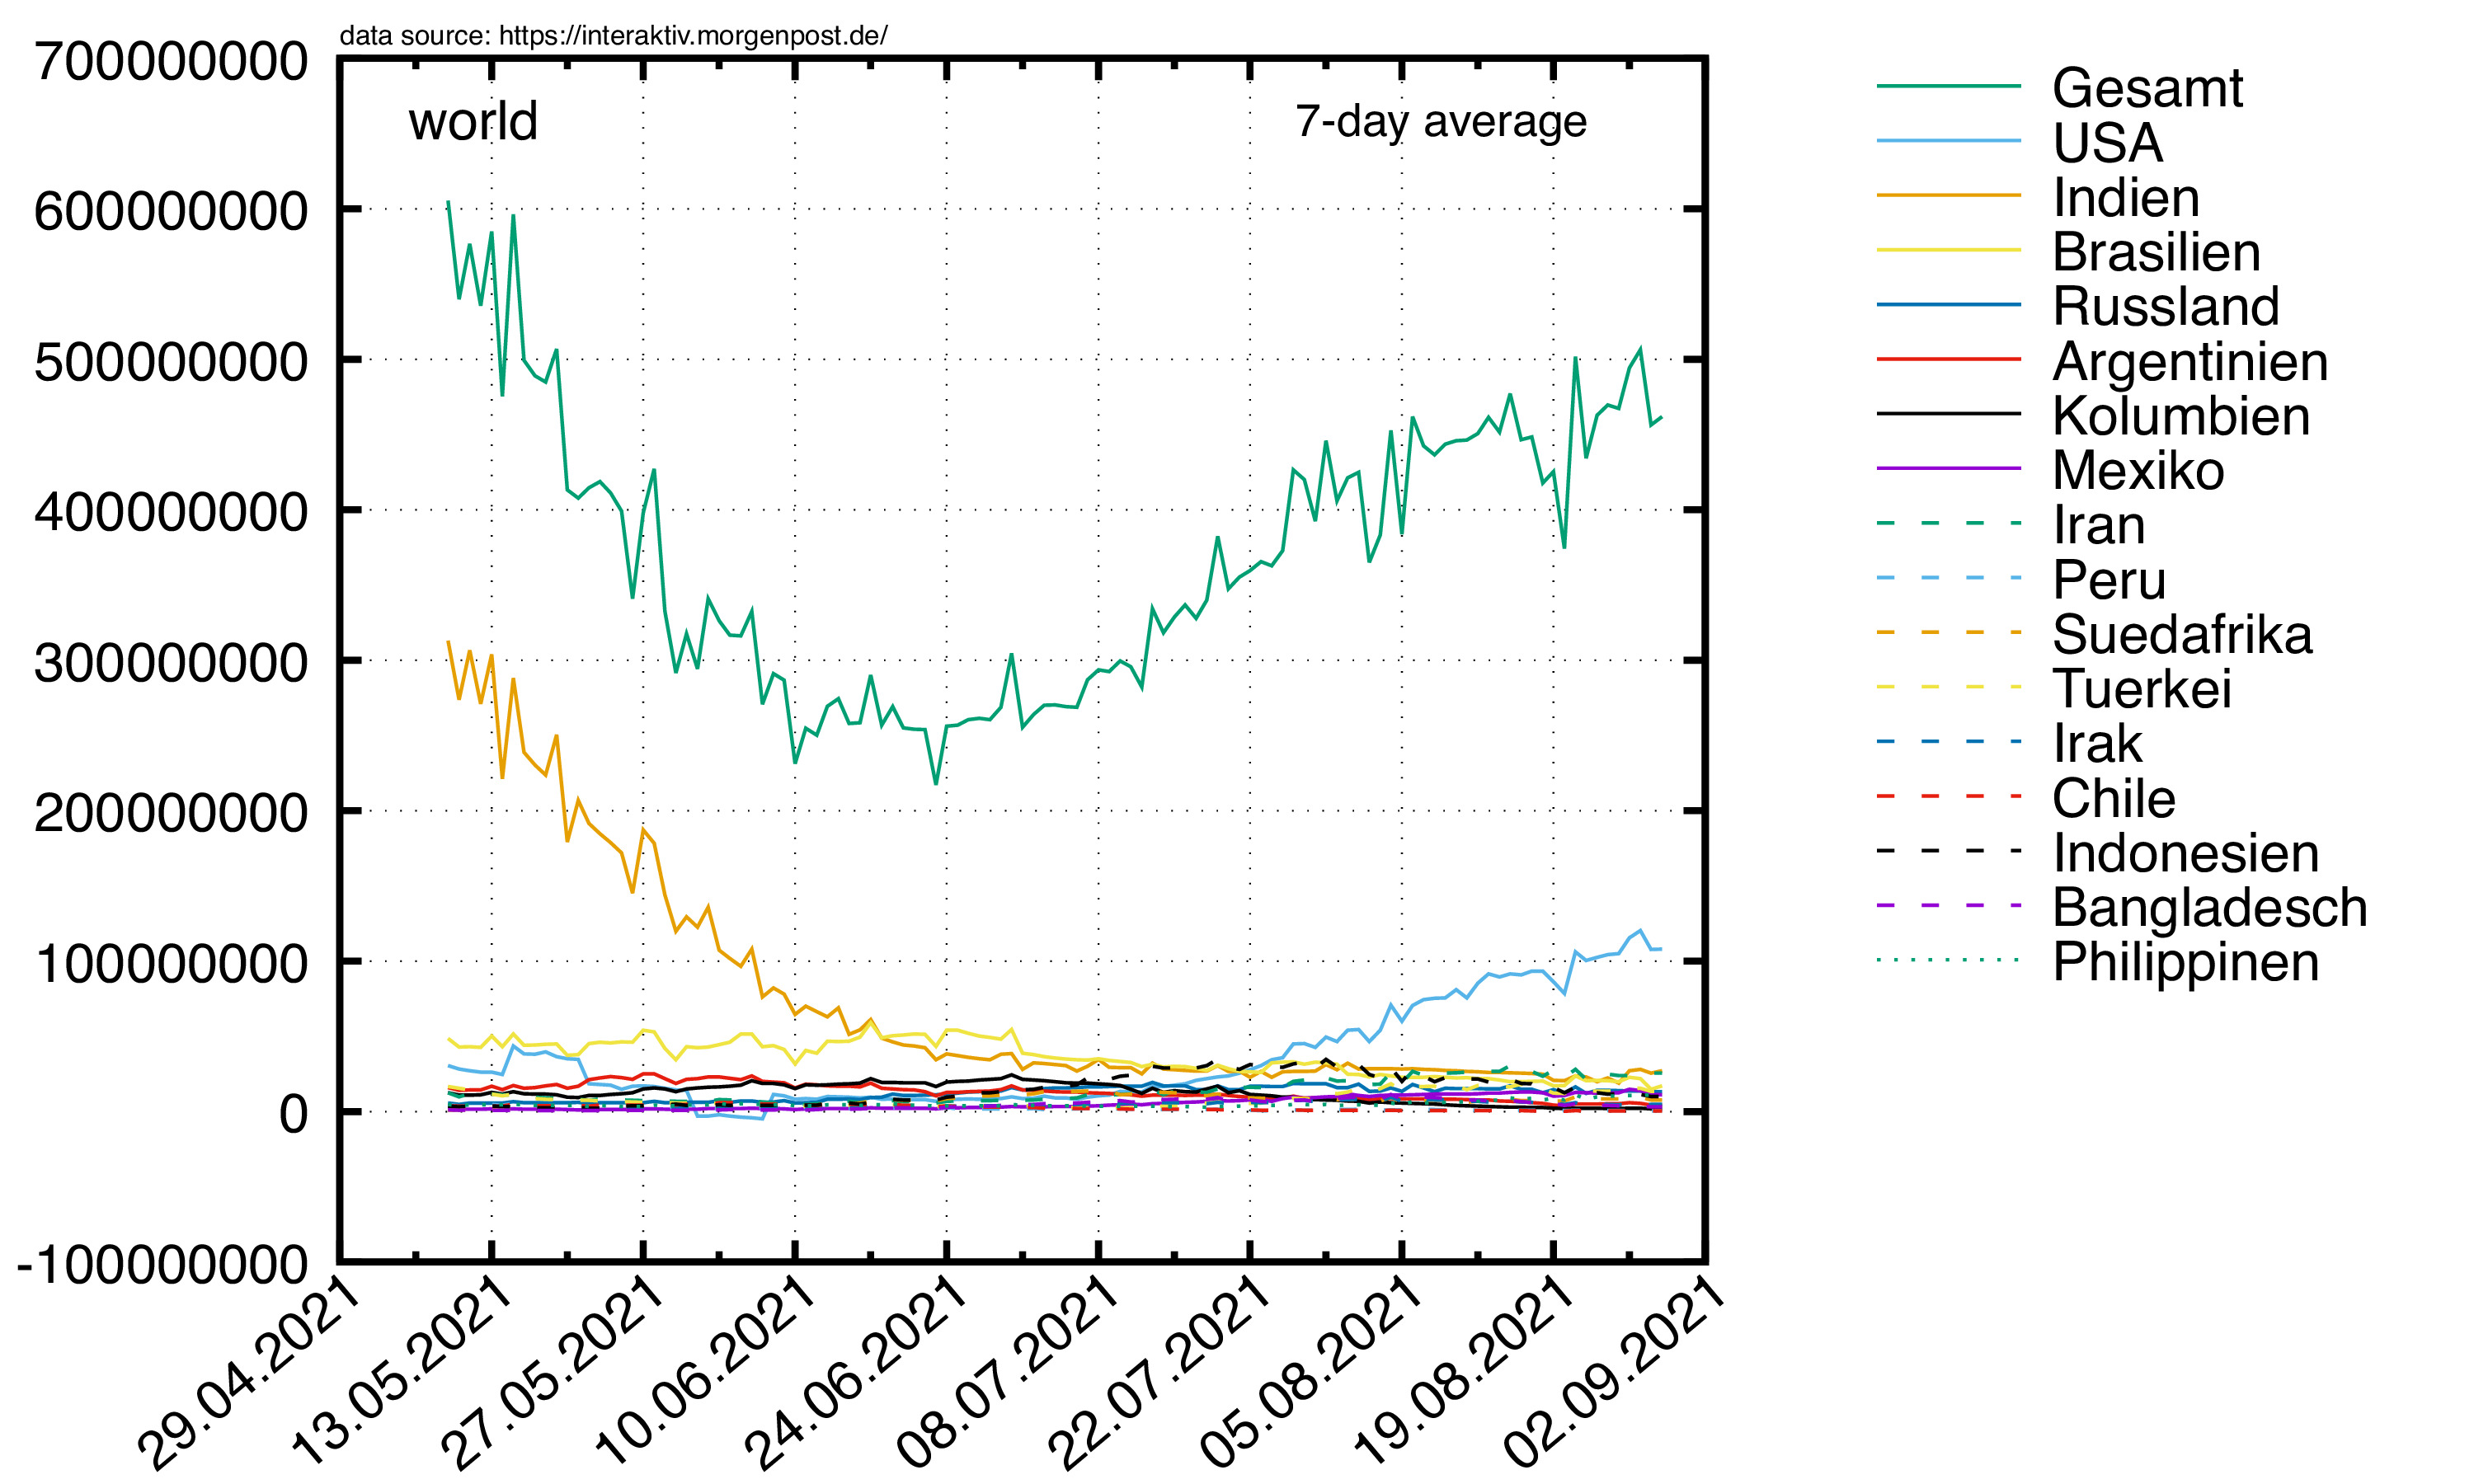 data source: https://interaktiv.morgenpost.de/
world
7-day average
700000000
600000000
500000000
400000000
300000000
200000000
100000000
0
-100000000
29.04.2021
13.05.2021
27.05.2021
10.06.2021
24.06.2021
08.07.2021
22.07.2021
05.08.2021
19.08.2021
02.09.2021
Gesamt
USA
Indien
Brasilien
Russland
Argentinien
Kolumbien
Mexiko
Iran
Peru
Suedafrika
Tuerkei
Irak
Chile
Indonesien
Bangladesch
Philippinen